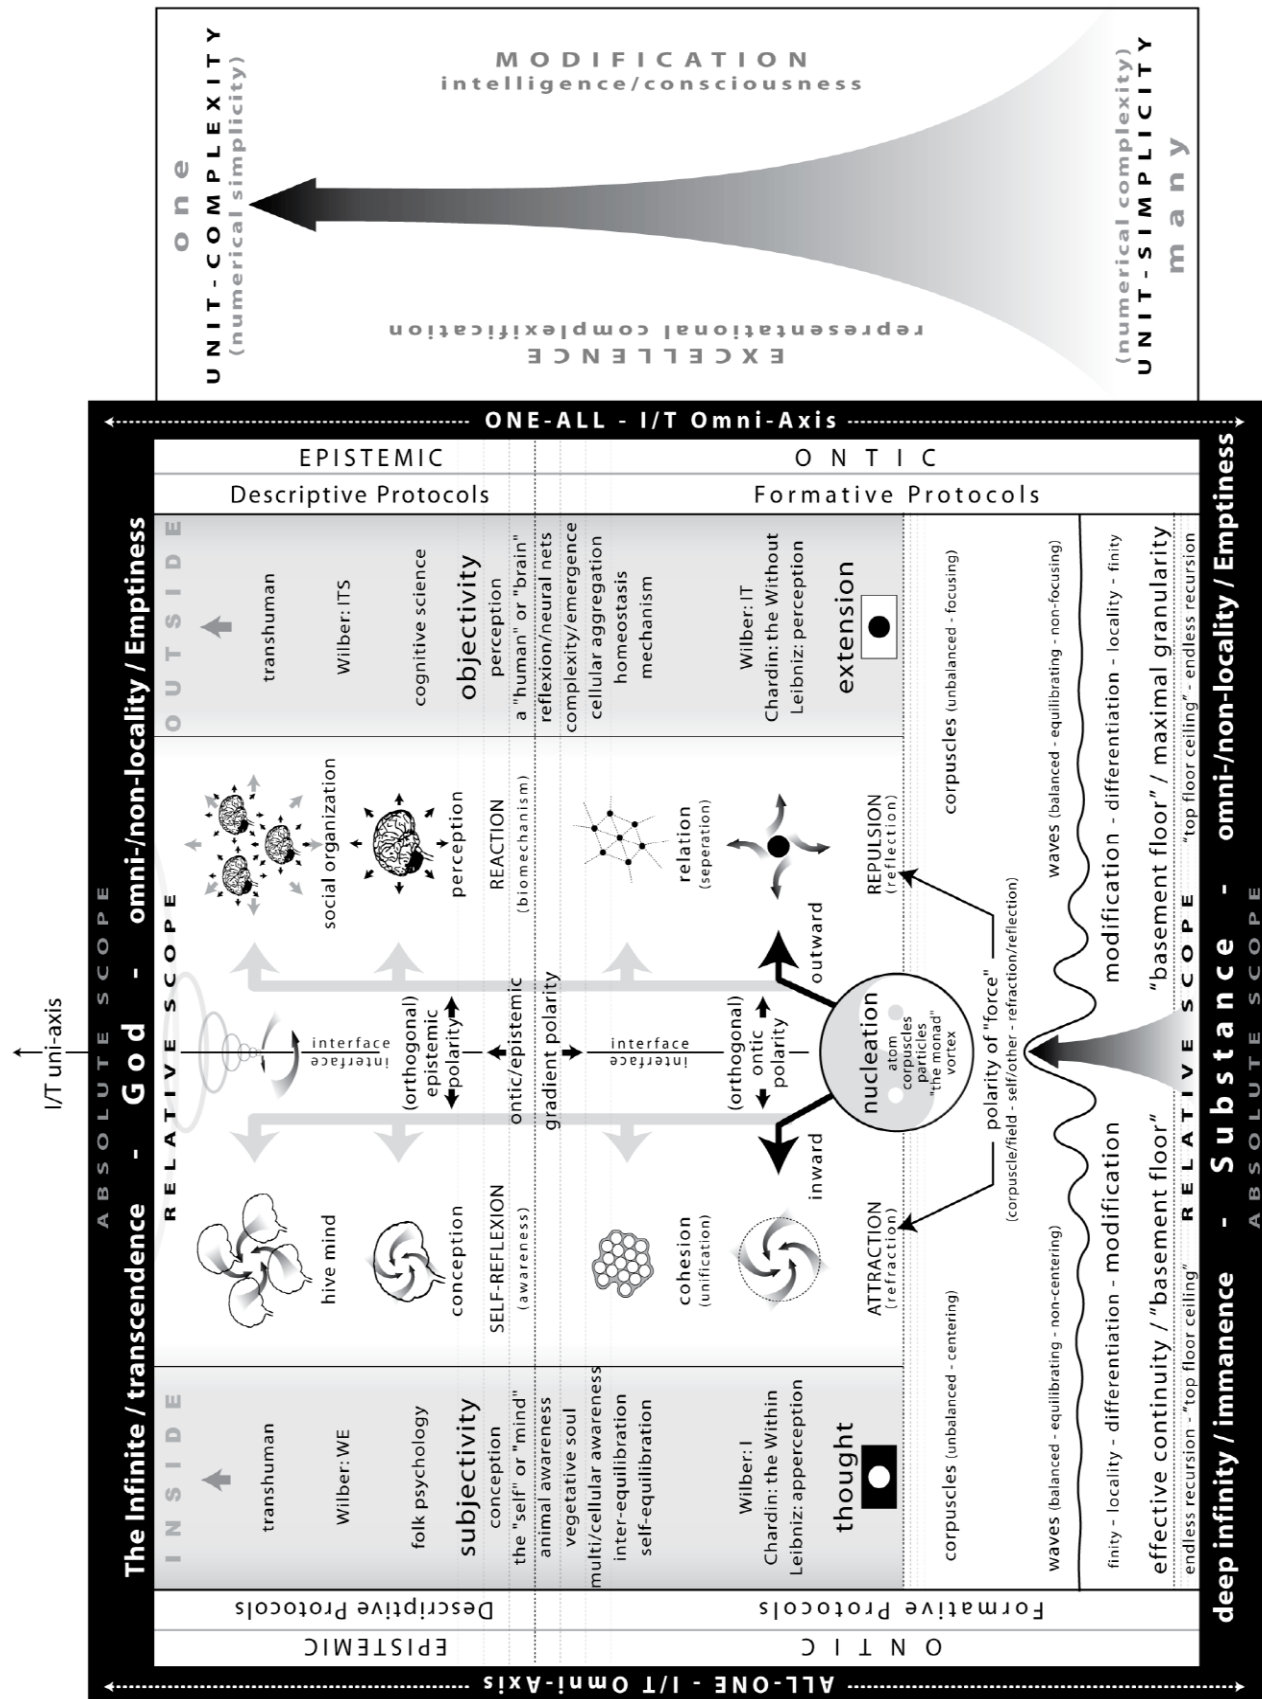 I/T uni-axis
ABSOLUTE SCOPE
The Infinite / transcendence - God - omni-/non-locality / Emptiness
RELATIVE SCOPE
ALL-ONE - I/T Omni-Axis
EPISTEMIC
Descriptive Protocols
ONTIC
Formative Protocols
INSIDE
transhuman
Wilber: WE
folk psychology
subjectivity
conception
the "self" or "mind"
animal awareness
vegetative soul
multi/cellular awareness
inter-equilibration
self-equilibration
Wilber: I
Chardin: the Within
Leibniz: apperception
thought
hive mind
conception
SELF-REFLEXION
(awareness)
cohesion
(unification)
inward
ATTRACTION
(refraction)
interface
interface
(orthogonal)
epistemic
polarity
ontic/epistemic
gradient polarity
interface
interface
(orthogonal)
ontic
polarity
nucleation
atom
corpuscles
particles
"the monad"
vortex
social organization
perception
REACTION
(biomechanism)
relation
(seperation)
outward
REPULSION
(reflection)
OUTSIDE
transhuman
Wilber: ITS
cognitive science
objectivity
perception
a "human" or "brain"
reflexion/neural nets
complexity/emergence
cellular aggregation
homeostasis
mechanism
Wilber: IT
Chardin: the Without
Leibniz: perception
extension
EPISTEMIC
Descriptive Protocols
ONTIC
Formative Protocols
ONE-ALL - I/T Omni-Axis
corpuscles (unbalanced - centering)
corpuscles (unbalanced - focusing)
polarity of "force"
(corpuscle/field - self/other - refraction/reflection)
waves (balanced - equilibrating - non-centering)
waves (balanced - equilibrating - non-focusing)
finity - locality - differentiation - modification
modification - differentiation - locality - finity
effective continuity / "basement floor"
"basement floor" / maximal granularity
endless recursion - "top floor ceiling"
RELATIVE SCOPE
"top floor ceiling" - endless recursion
deep infinity / immanence - Substance - omni-/non-locality / Emptiness
ABSOLUTE SCOPE
one
UNIT-COMPLEXITY
(numerical simplicity)
EXCELLENCE
representational complexification
MODIFICATION
intelligence/consciousness
(numerical complexity)
UNIT-SIMPLICITY
many